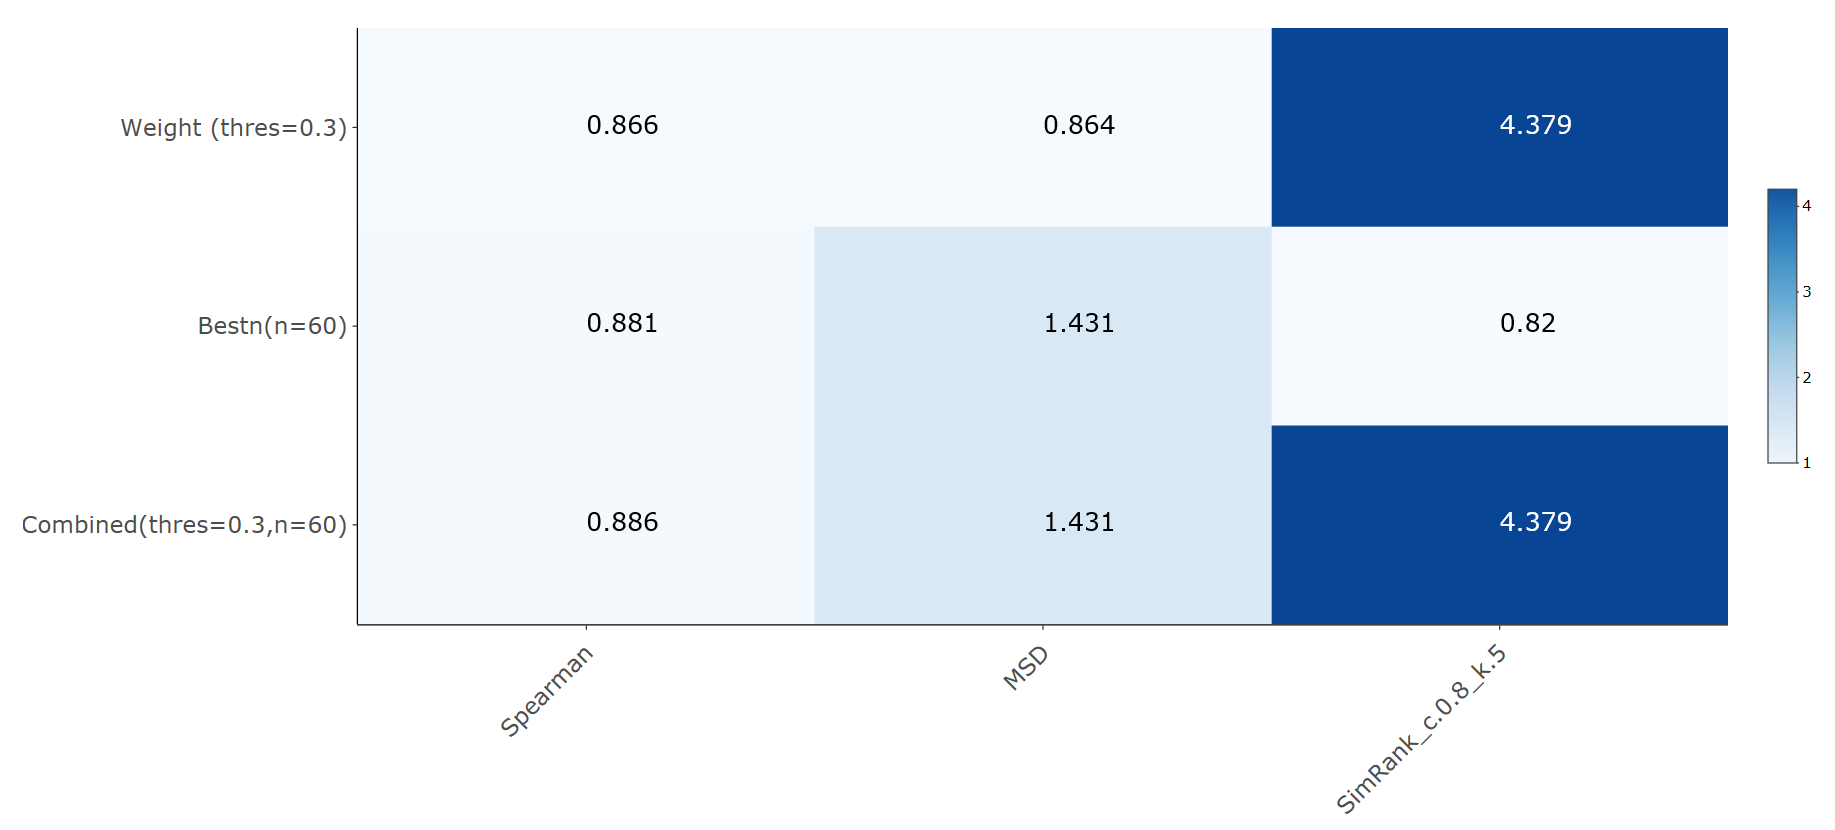 Weight (thres=0.3) 0.866 0.864 4.379
Bestn(n=60) 0.881 1.431 0.82
Combined(thres=0.3,n=60) 0.886 1.431 4.379
Spearman MSD SimRank_c.0.8_k.5
4
3
2
1